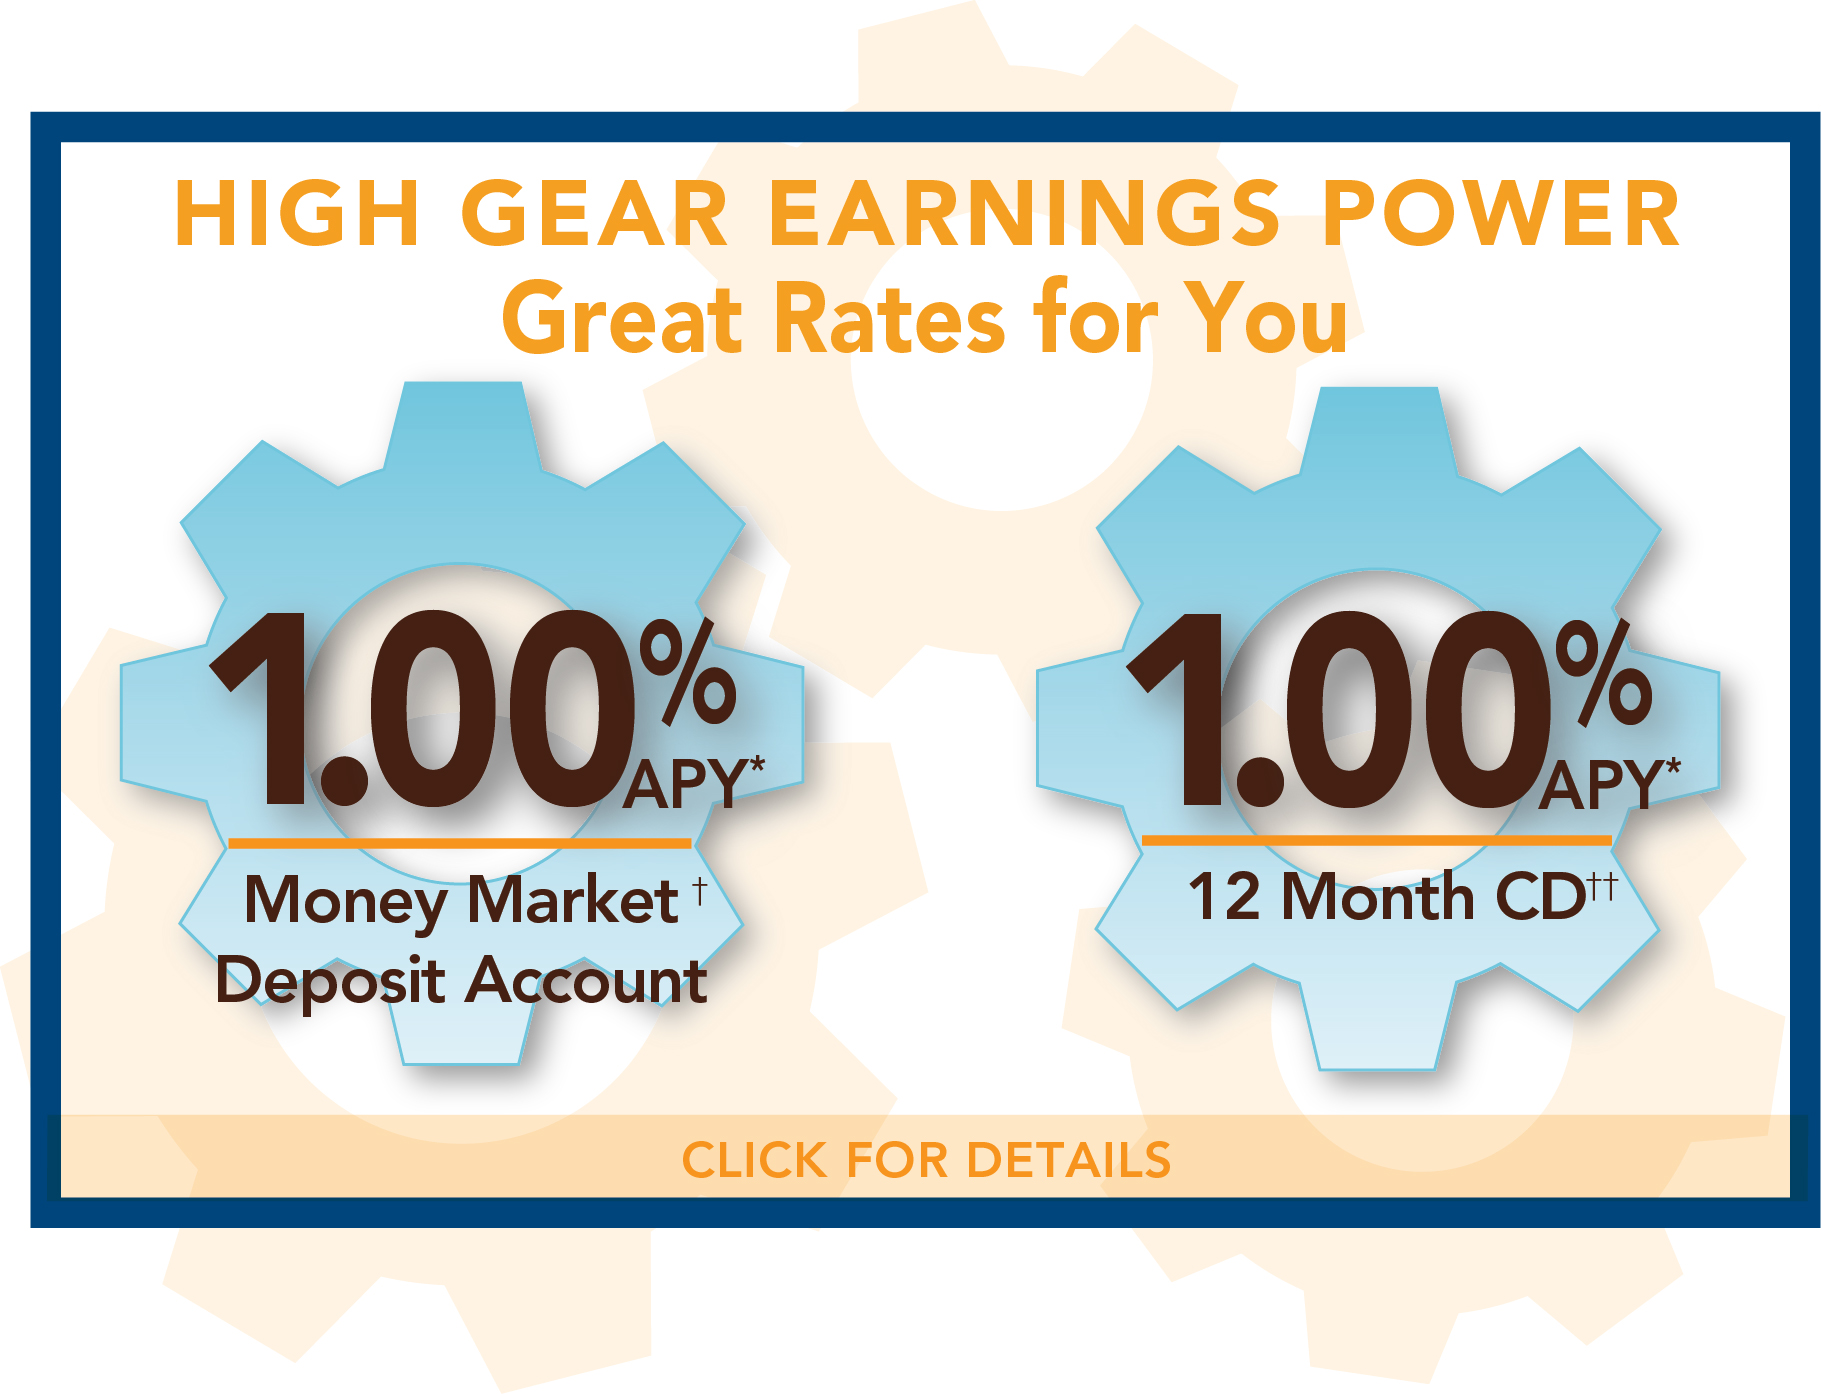 HIGH GEAR EARNINGS POWER
Great Rates for You
1.00% APY*
Money Market †
Deposit Account
1.00% APY*
12 Month CD††
CLICK FOR DETAILS